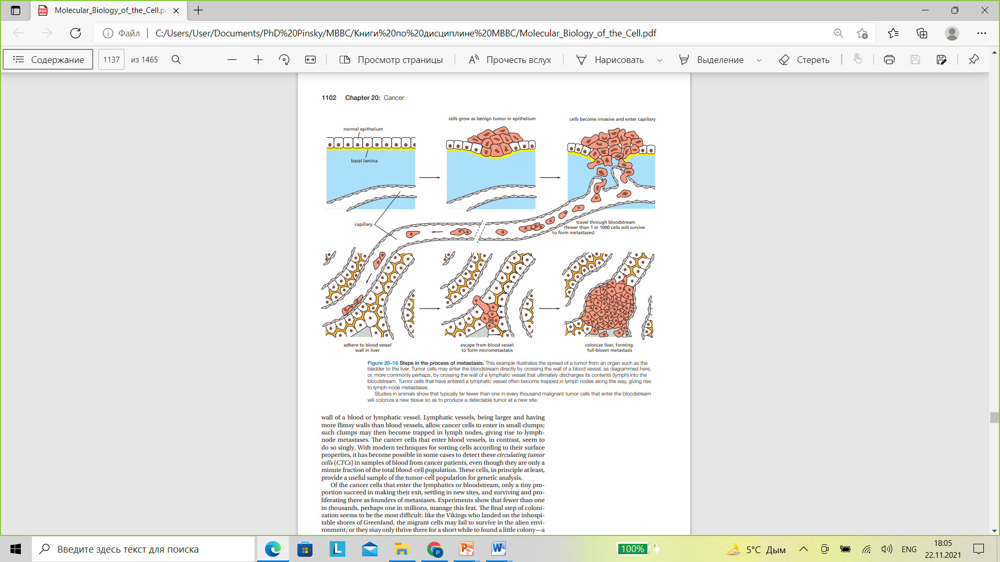 Molecular_Biology_of_the_Cell.pc
Файл
C:/Users/User/Documents/PhD%20Pinsky/MBBC/Книги%20по%20дисциплине%20MBBC/Molecular_Biology_of_the_Cell.pdf
Содержание
1137
из 1465
Просмотр страницы
Прочесть вслух
Нарисовать
Выделение
Стереть
1102 Chapter 20: Cancer
cells grow as benign tumor in epithelium
cells become invasive and enter capillary
normal epithelium
basal lamina
capillary
travel through bloodstream
(fewer than 1 in 1000 cells will survive
to form metastases)
adhere to blood vessel
wall in liver
escape from blood vessel
to form micrometastasis
colonize liver, forming
full-blown metastasis
Figure 20–16 Steps in the process of metastasis. This example illustrates the spread of a tumor from an organ such as the
bladder to the liver. Tumor cells may enter the bloodstream directly by crossing the wall of a blood vessel, as diagrammed here,
or, more commonly perhaps, by crossing the wall of a lymphatic vessel that ultimately discharges its contents (lymph) into the
bloodstream. Tumor cells that have entered a lymphatic vessel often become trapped in lymph nodes along the way, giving rise
to lymph-node metastases.
Studies in animals show that typically far fewer than one in every thousand malignant tumor cells that enter the bloodstream
will colonize a new tissue so as to produce a detectable tumor at a new site.
wall of a blood or lymphatic vessel. Lymphatic vessels, being larger and having
more flimsy walls than blood vessels, allow cancer cells to enter in small clumps;
such clumps may then become trapped in lymph nodes, giving rise to lymph-
node metastases. The cancer cells that enter blood vessels, in contrast, seem to
do so singly. With modern techniques for sorting cells according to their surface
properties, it has become possible in some cases to detect these circulating tumor
cells (CTCs) in samples of blood from cancer patients, even though they are only a
minute fraction of the total blood-cell population. These cells, in principle at least,
provide a useful sample of the tumor-cell population for genetic analysis.
Of the cancer cells that enter the lymphatics or bloodstream, only a tiny pro-
portion succeed in making their exit, settling in new sites, and surviving and pro-
liferating there as founders of metastases. Experiments show that fewer than one
in thousands, perhaps one in millions, manage this feat. The final step of coloni-
zation seems to be the most difficult: like the Vikings who landed on the inhospi-
table shores of Greenland, the migrant cells may fail to survive in the alien envi-
ronment; or they may only thrive there for a short while to found a little colony—a
Введите здесь текст для поиска
100%
5°C Дым
ENG
18:05
22.11.2021